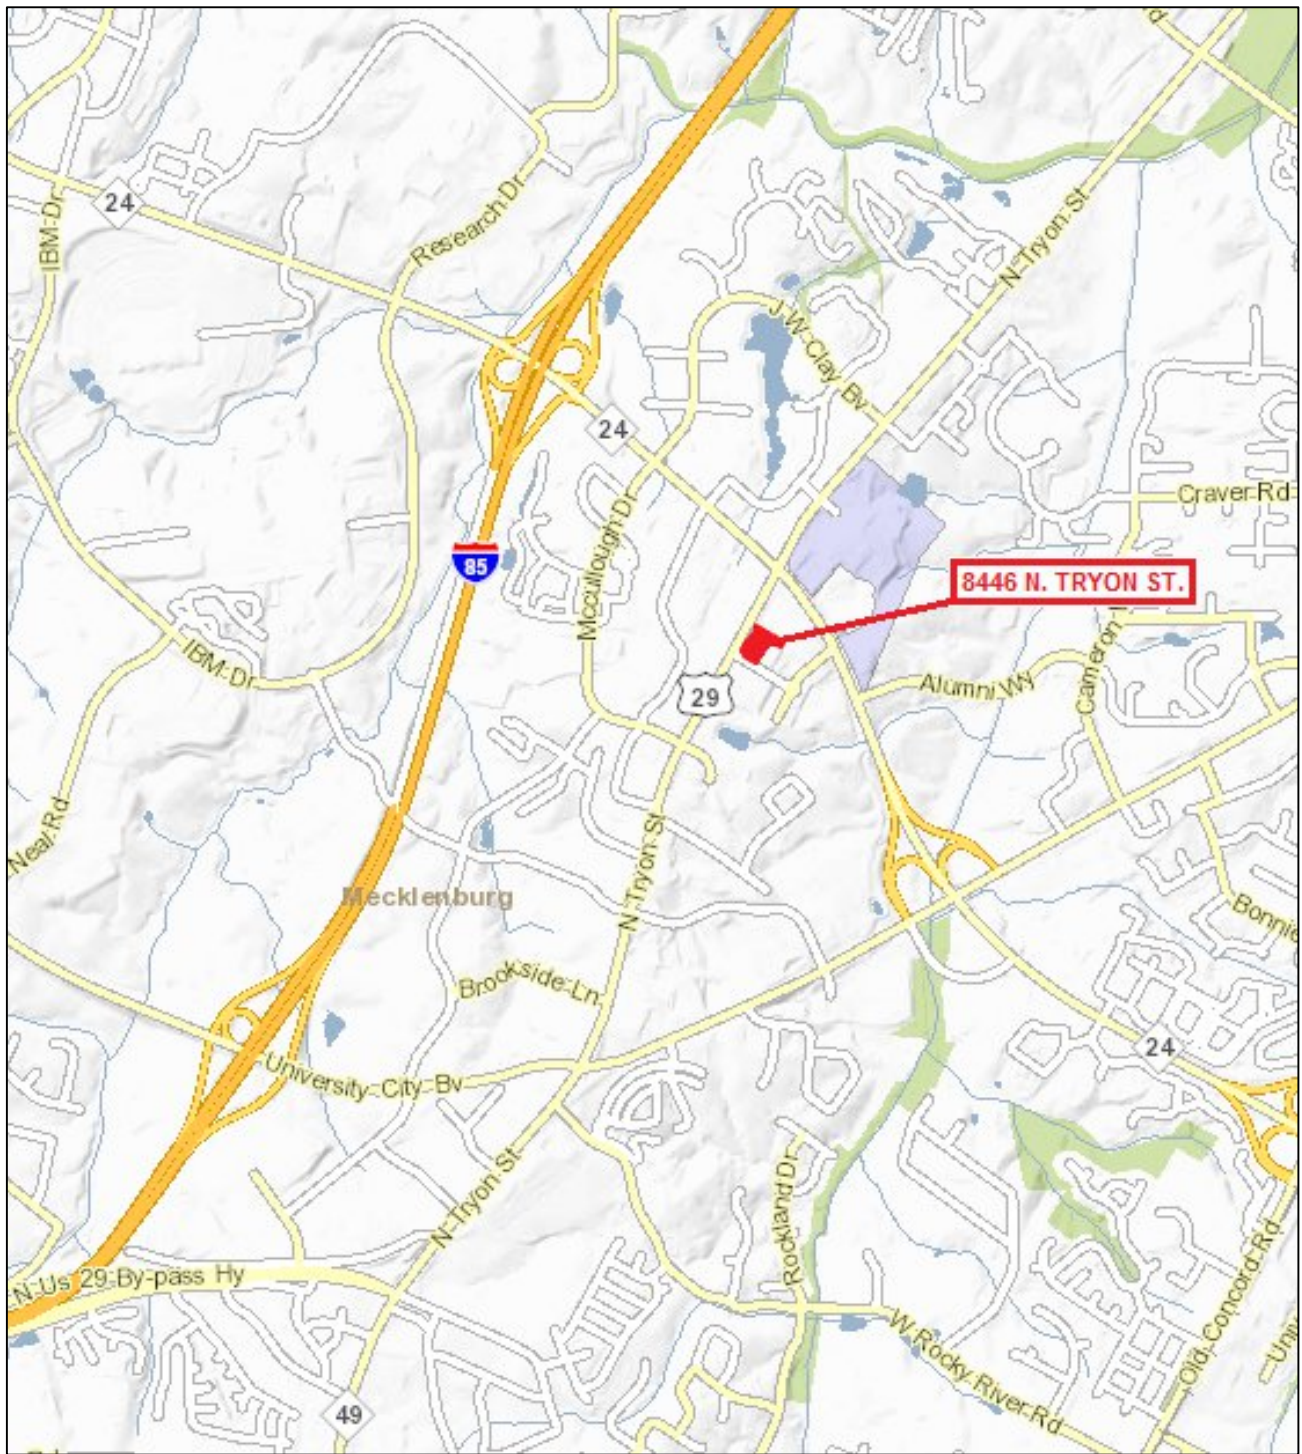 d
24
IBM Dr
Research Dr
N Tryon St
J W Clay Bv
24
Craver Rd
Mccullough Dr
85
8446 N. TRYON ST.
IBM Dr
29
Alumni Wy
Cameron
Neal Rd
N Tryon St
Mecklenburg
Bonnie
Brookside Ln
24
University City Bv
N Tryon St
Rockland Dr
N Us 29 By-pass Hy
W Rocky River Rd
Old Concord Rd
Univ
49